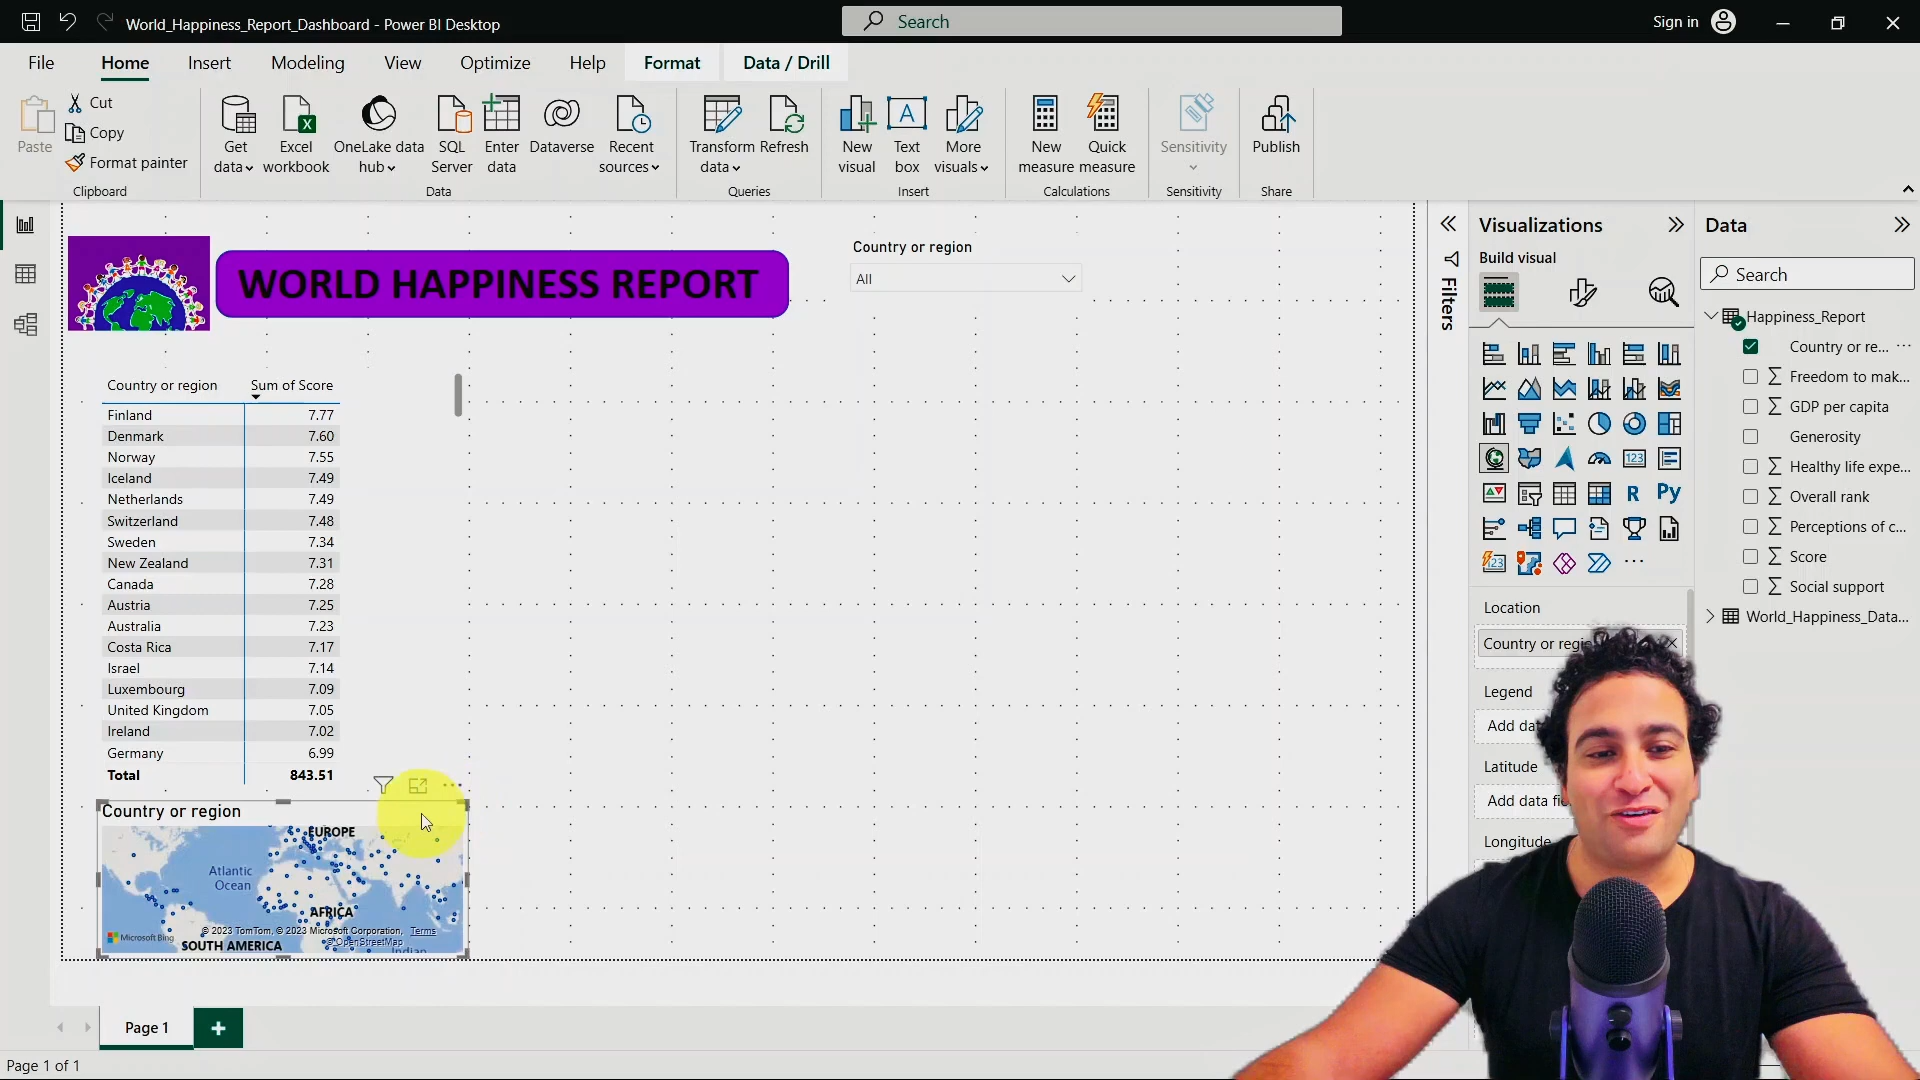 World_Happiness_Report_Dashboard - Power BI Desktop
Search
Sign in
File Home Insert Modeling View Optimize Help Format Data / Drill
Paste
Cut
Copy
Format painter
Clipboard
Get data
Excel workbook
OneLake data hub
SQL Server
Enter data
Dataverse
Recent sources
Data
Transform data
Refresh
Queries
New visual
Text box
More visuals
Insert
New measure
Quick measure
Calculations
Sensitivity
Sensitivity
Publish
Share
WORLD HAPPINESS REPORT
Country or region
All
Country or region Sum of Score
Finland 7.77
Denmark 7.60
Norway 7.55
Iceland 7.49
Netherlands 7.49
Switzerland 7.48
Sweden 7.34
New Zealand 7.31
Canada 7.28
Austria 7.25
Australia 7.23
Costa Rica 7.17
Israel 7.14
Luxembourg 7.09
United Kingdom 7.05
Ireland 7.02
Germany 6.99
Total 843.51
Country or region
EUROPE
Atlantic
Ocean
AFRICA
© 2023 TomTom, © 2023 Microsoft Corporation, Terms
Microsoft Bing
© OpenStreetMap
SOUTH AMERICA
Indian
Filters
Visualizations
Build visual
R
Py
123
123
Location
Country or regi
Legend
Add dat
Latitude
Add data fi
Longitude
Data
Search
Happiness_Report
Country or re... ...
Freedom to mak...
GDP per capita
Generosity
Healthy life expe...
Overall rank
Perceptions of c...
Score
Social support
World_Happiness_Data...
Page 1
Page 1 of 1